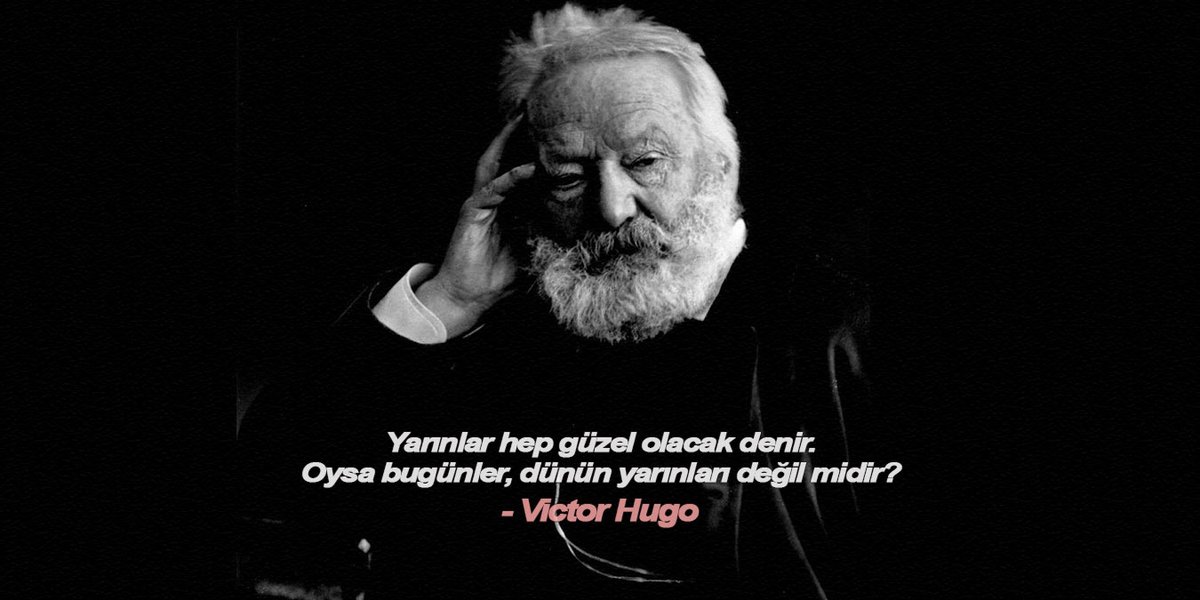 Yarınlar hep güzel olacak denir.
Oysa bugünler, dünün yarınları değil midir?
- Victor Hugo